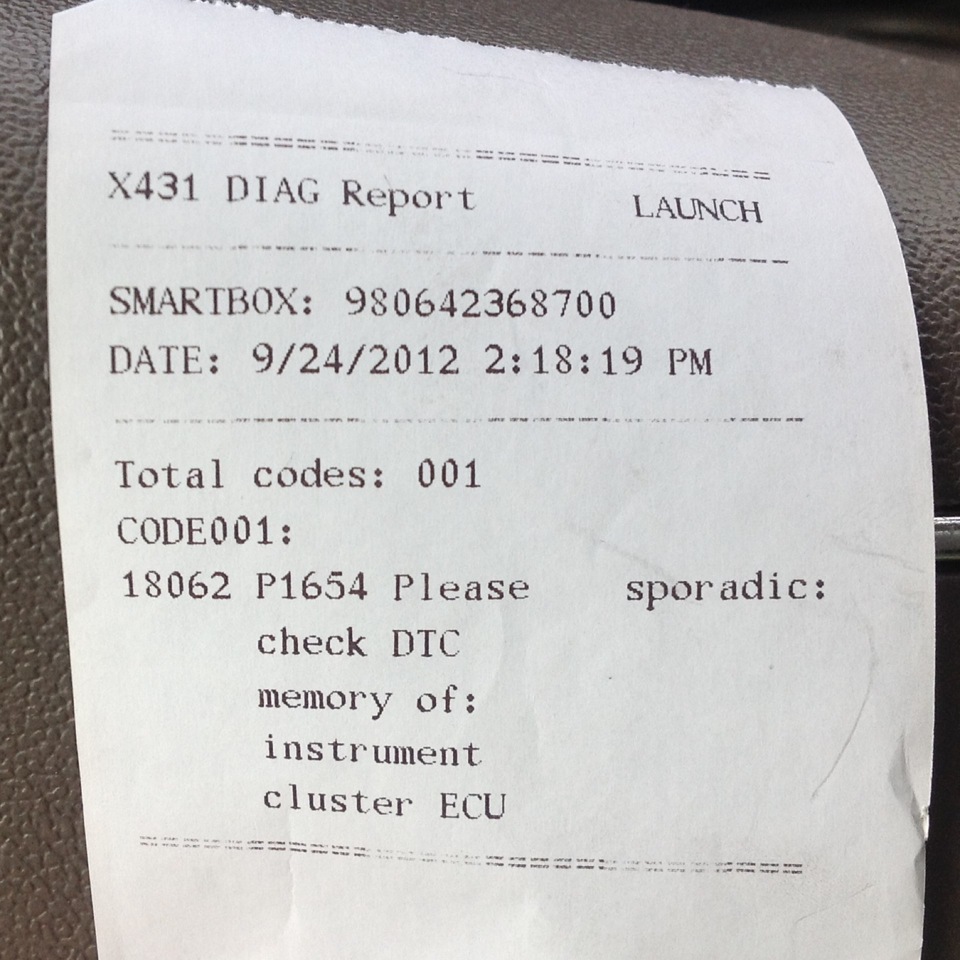 X431 DIAG Report LAUNCH
SMARTBOX: 980642368700
DATE: 9/24/2012 2:18:19 PM
Total codes: 001
CODE001:
18062 P1654 Please sporadic:
check DTC
memory of:
instrument
cluster ECU